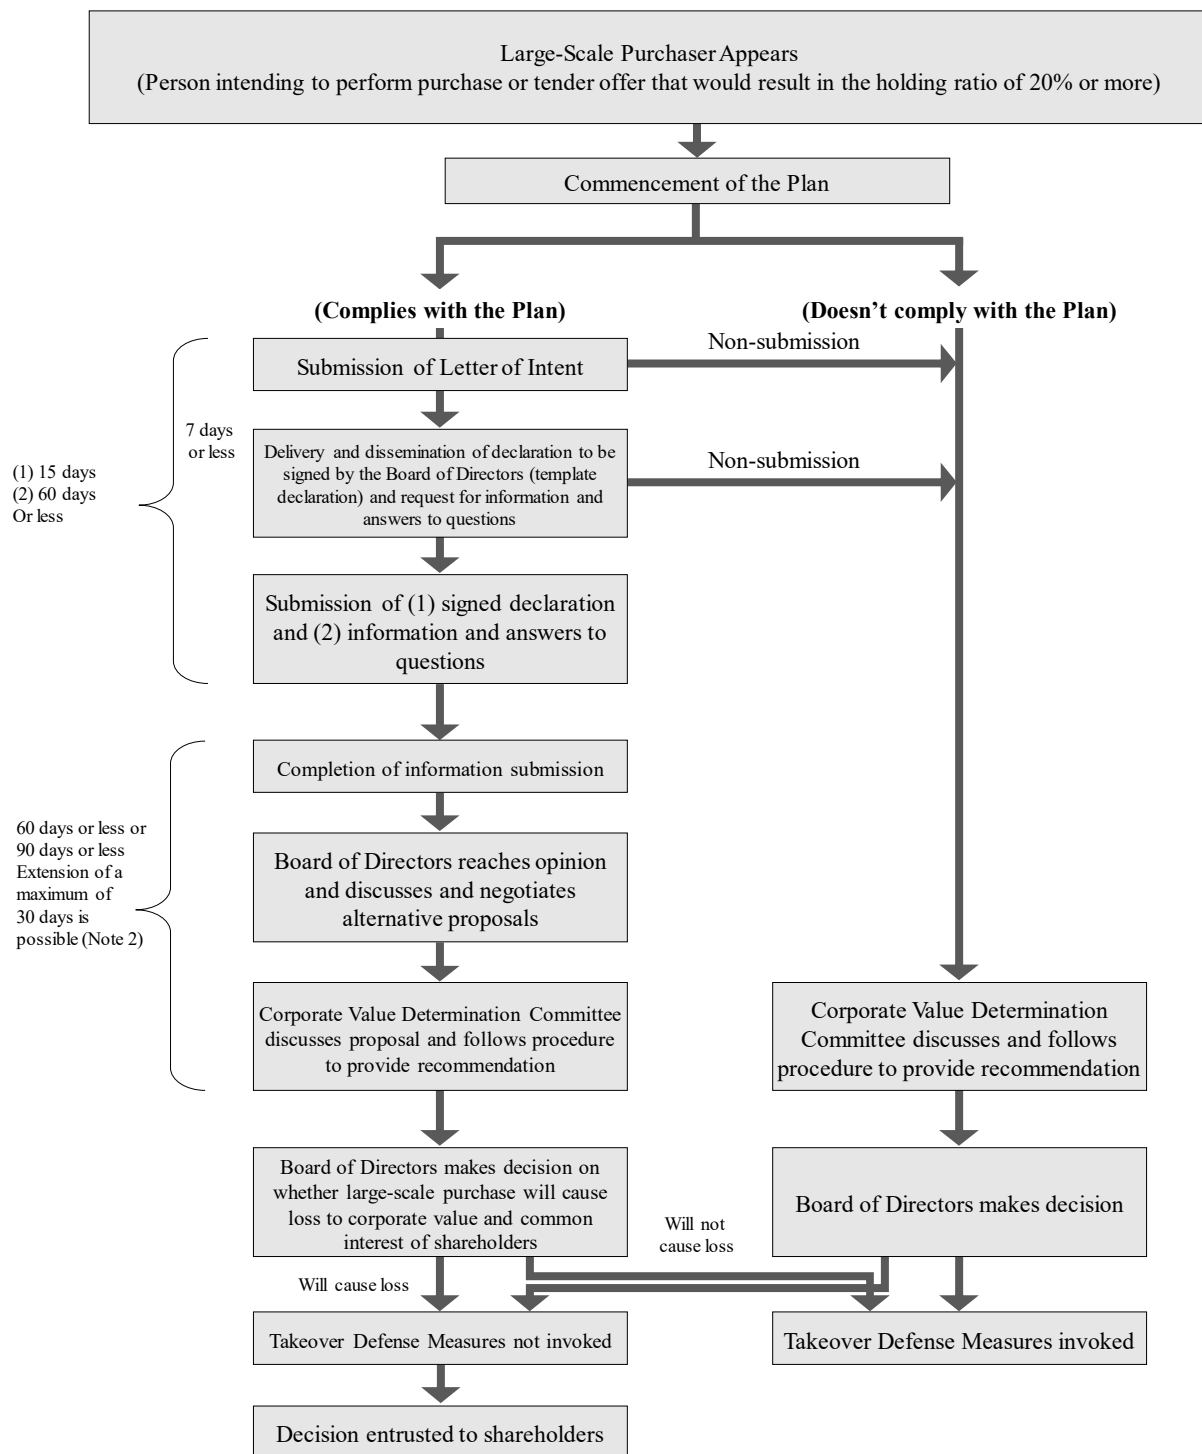 Large-Scale Purchaser Appears
(Person intending to perform purchase or tender offer that would result in the holding ratio of 20% or more)
Commencement of the Plan
(Complies with the Plan)
(Doesn’t comply with the Plan)
Submission of Letter of Intent
Non-submission
7 days
or less
Delivery and dissemination of declaration to be
signed by the Board of Directors (template
declaration) and request for information and
answers to questions
Non-submission
(1) 15 days
(2) 60 days
Or less
Submission of (1) signed declaration
and (2) information and answers to
questions
Completion of information submission
60 days or less or
90 days or less
Extension of a
maximum of
30 days is
possible (Note 2)
Board of Directors reaches opinion
and discusses and negotiates
alternative proposals
Corporate Value Determination Committee
discusses proposal and follows procedure
to provide recommendation
Corporate Value Determination
Committee discusses and follows
procedure to provide recommendation
Board of Directors makes decision on
whether large-scale purchase will cause
loss to corporate value and common
interest of shareholders
Board of Directors makes decision
Will not
cause loss
Will cause loss
Takeover Defense Measures not invoked
Takeover Defense Measures invoked
Decision entrusted to shareholders